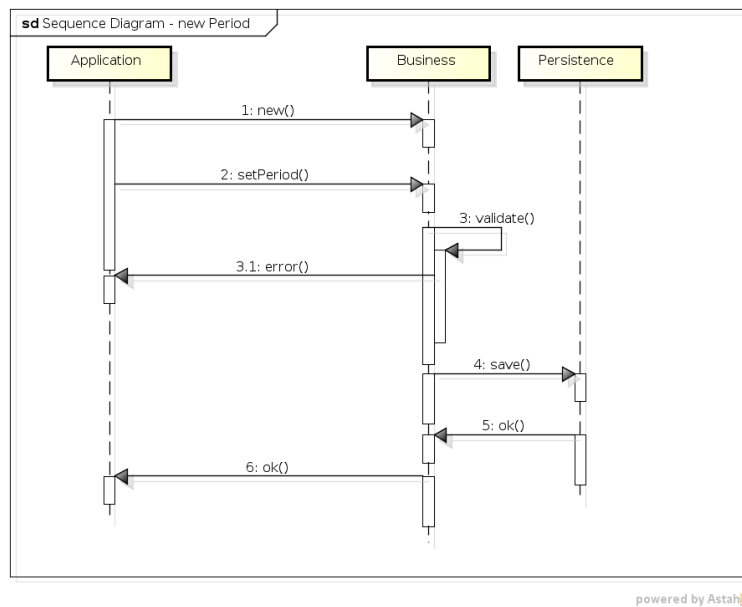 sd Sequence Diagram - new Period
Application
Business
Persistence
1: new()
2: setPeriod()
3: validate()
3.1: error()
4: save()
5: ok()
6: ok()
powered by Astah